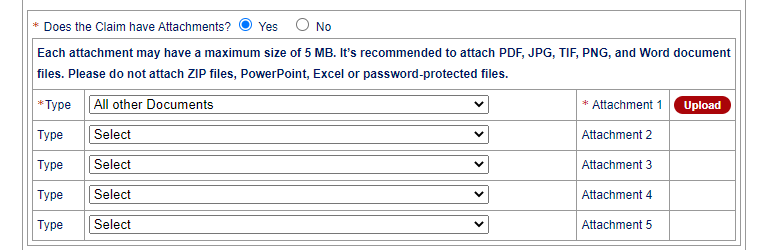 * Does the Claim have Attachments? Yes No
Each attachment may have a maximum size of 5 MB. It's recommended to attach PDF, JPG, TIF, PNG, and Word document
files. Please do not attach ZIP files, PowerPoint, Excel or password-protected files.
*Type All other Documents * Attachment 1 Upload
Type Select Attachment 2
Type Select Attachment 3
Type Select Attachment 4
Type Select Attachment 5